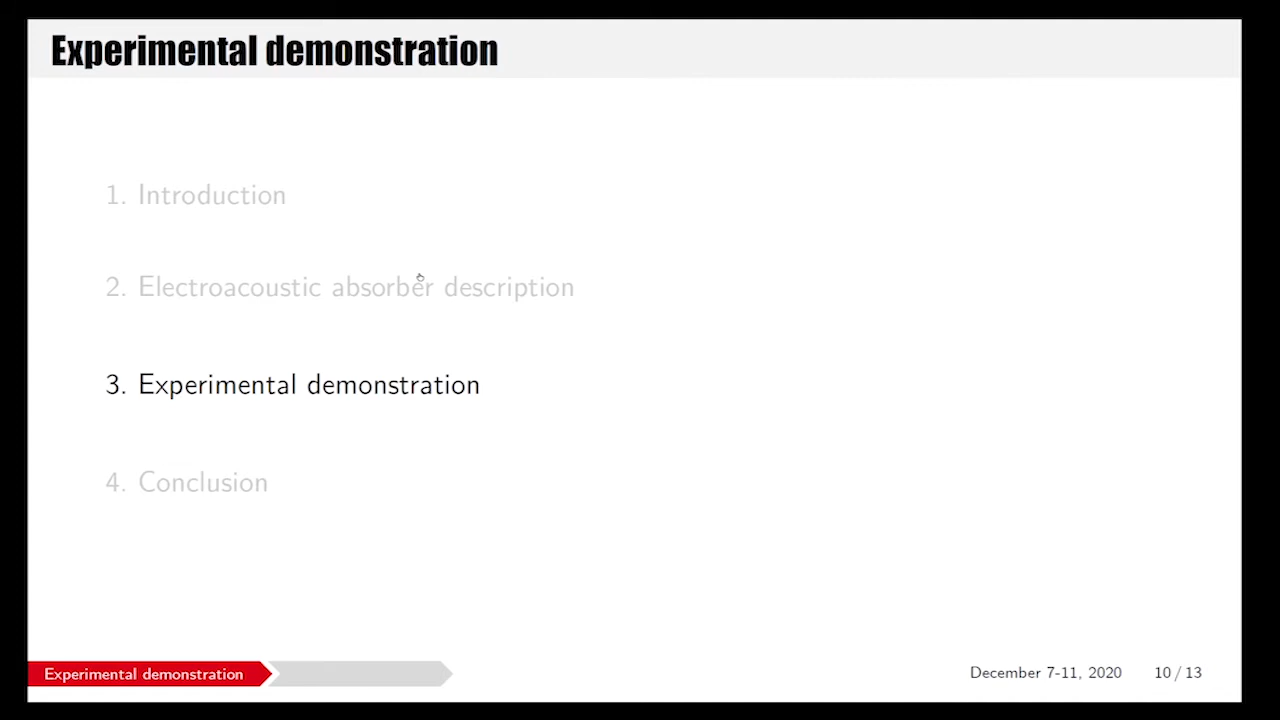 Experimental demonstration
1. Introduction
2. Electroacoustic absorber description
3. Experimental demonstration
4. Conclusion
Experimental demonstration
December 7-11, 2020
10 / 13